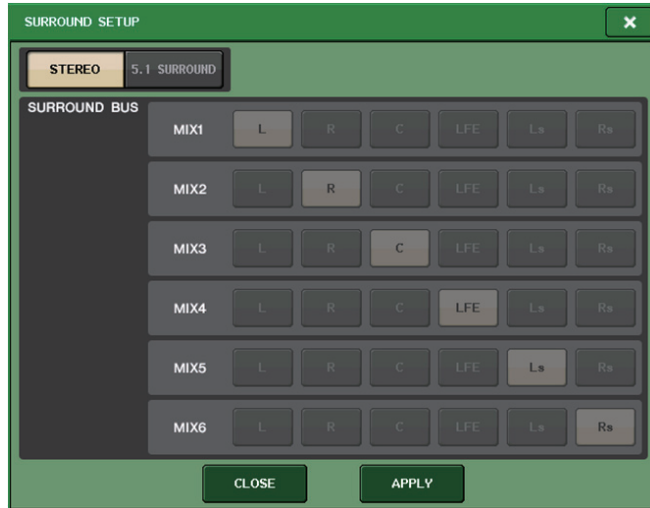 SURROUND SETUP ×
STEREO 5.1 SURROUND
SURROUND BUS
MIX1 L R C LFE Ls Rs
MIX2 L R C LFE Ls Rs
MIX3 L R C LFE Ls Rs
MIX4 L R C LFE Ls Rs
MIX5 L R C LFE Ls Rs
MIX6 L R C LFE Ls Rs
CLOSE APPLY